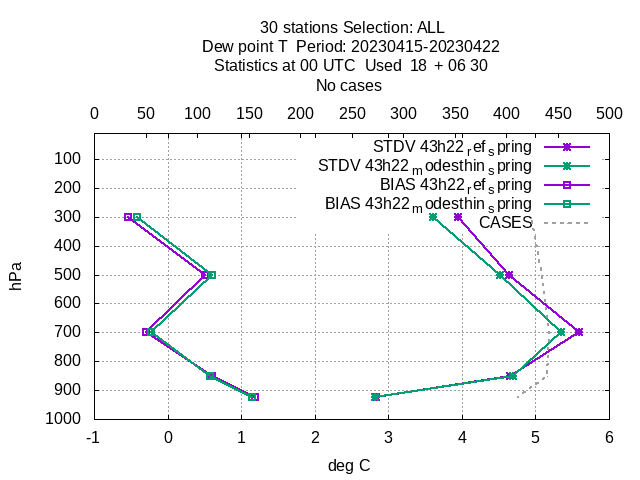 30 stations Selection: ALL
Dew point T  Period: 20230415-20230422
Statistics at 00 UTC  Used  18  + 06 30
No cases
0 50 100 150 200 250 300 350 400 450 500
STDV 43h22_ref_spring
STDV 43h22_modesthin_spring
BIAS 43h22_ref_spring
BIAS 43h22_modesthin_spring
CASES
100
200
300
400
500
600
700
800
900
1000
hPa
-1 0 1 2 3 4 5 6
deg C